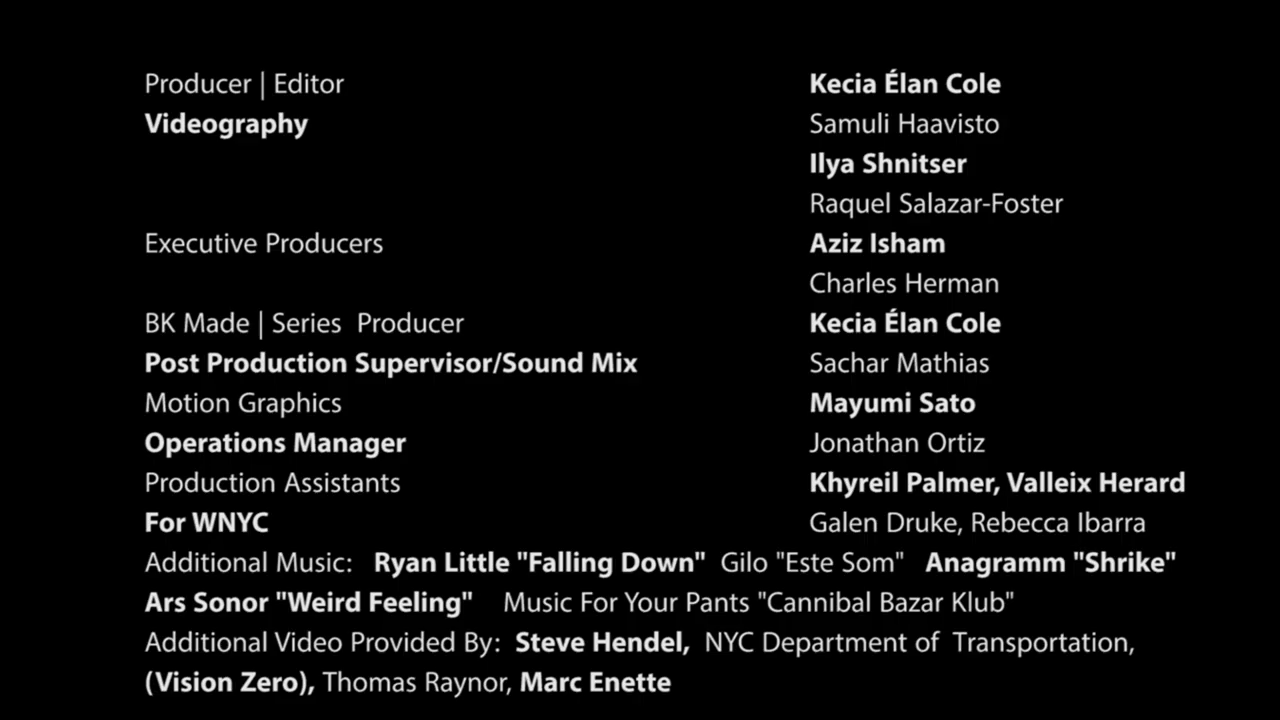 Producer | Editor Kecia Élan Cole
Videography Samuli Haavisto
Ilya Shnitser
Raquel Salazar-Foster
Executive Producers Aziz Isham
Charles Herman
BK Made | Series Producer Kecia Élan Cole
Post Production Supervisor/Sound Mix Sachar Mathias
Motion Graphics Mayumi Sato
Operations Manager Jonathan Ortiz
Production Assistants Khyreil Palmer, Valleix Herard
For WNYC Galen Druke, Rebecca Ibarra
Additional Music: Ryan Little "Falling Down" Gilo "Este Som" Anagramm "Shrike"
Ars Sonor "Weird Feeling" Music For Your Pants "Cannibal Bazar Klub"
Additional Video Provided By: Steve Hendel, NYC Department of Transportation,
(Vision Zero), Thomas Raynor, Marc Enette